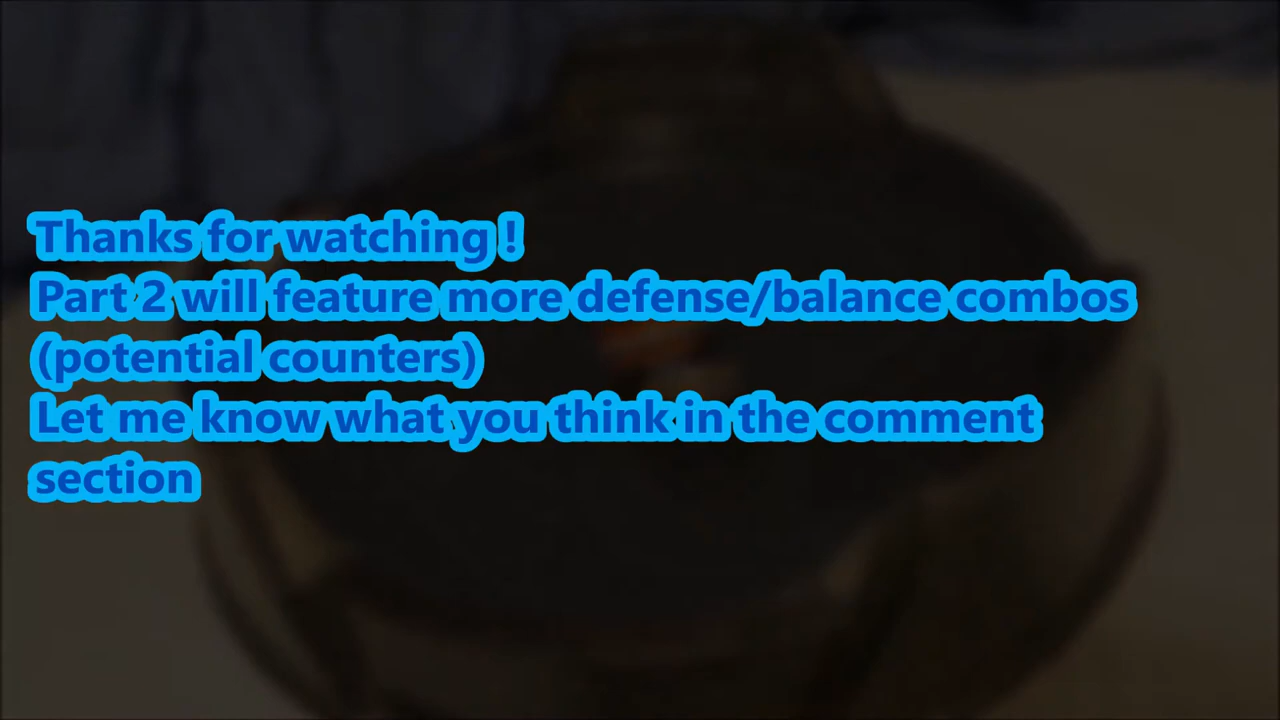 Thanks for watching !
Part 2 will feature more defense/balance combos
(potential counters)
Let me know what you think in the comment
section